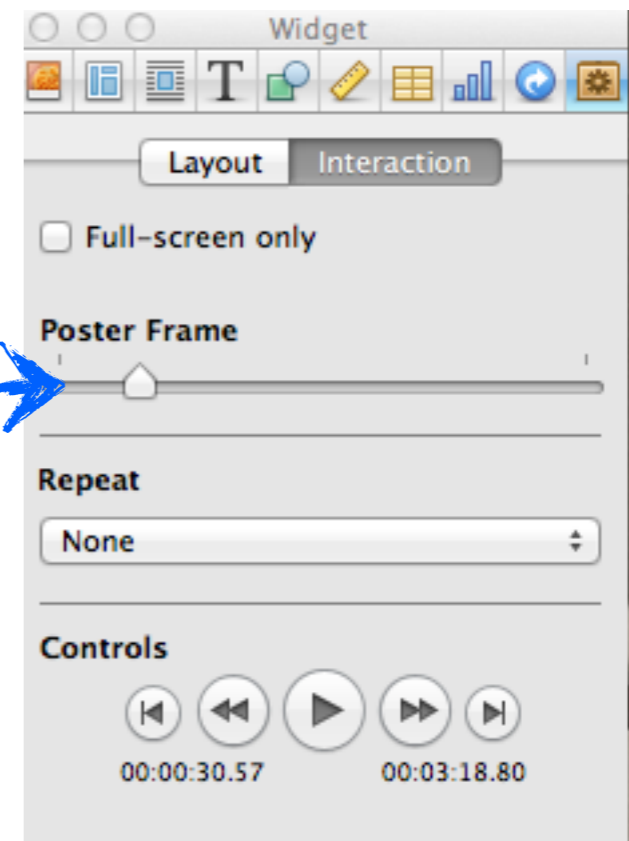 Widget
T
Layout Interaction
Full-screen only
Poster Frame
Repeat
None
Controls
00:00:30.57 00:03:18.80